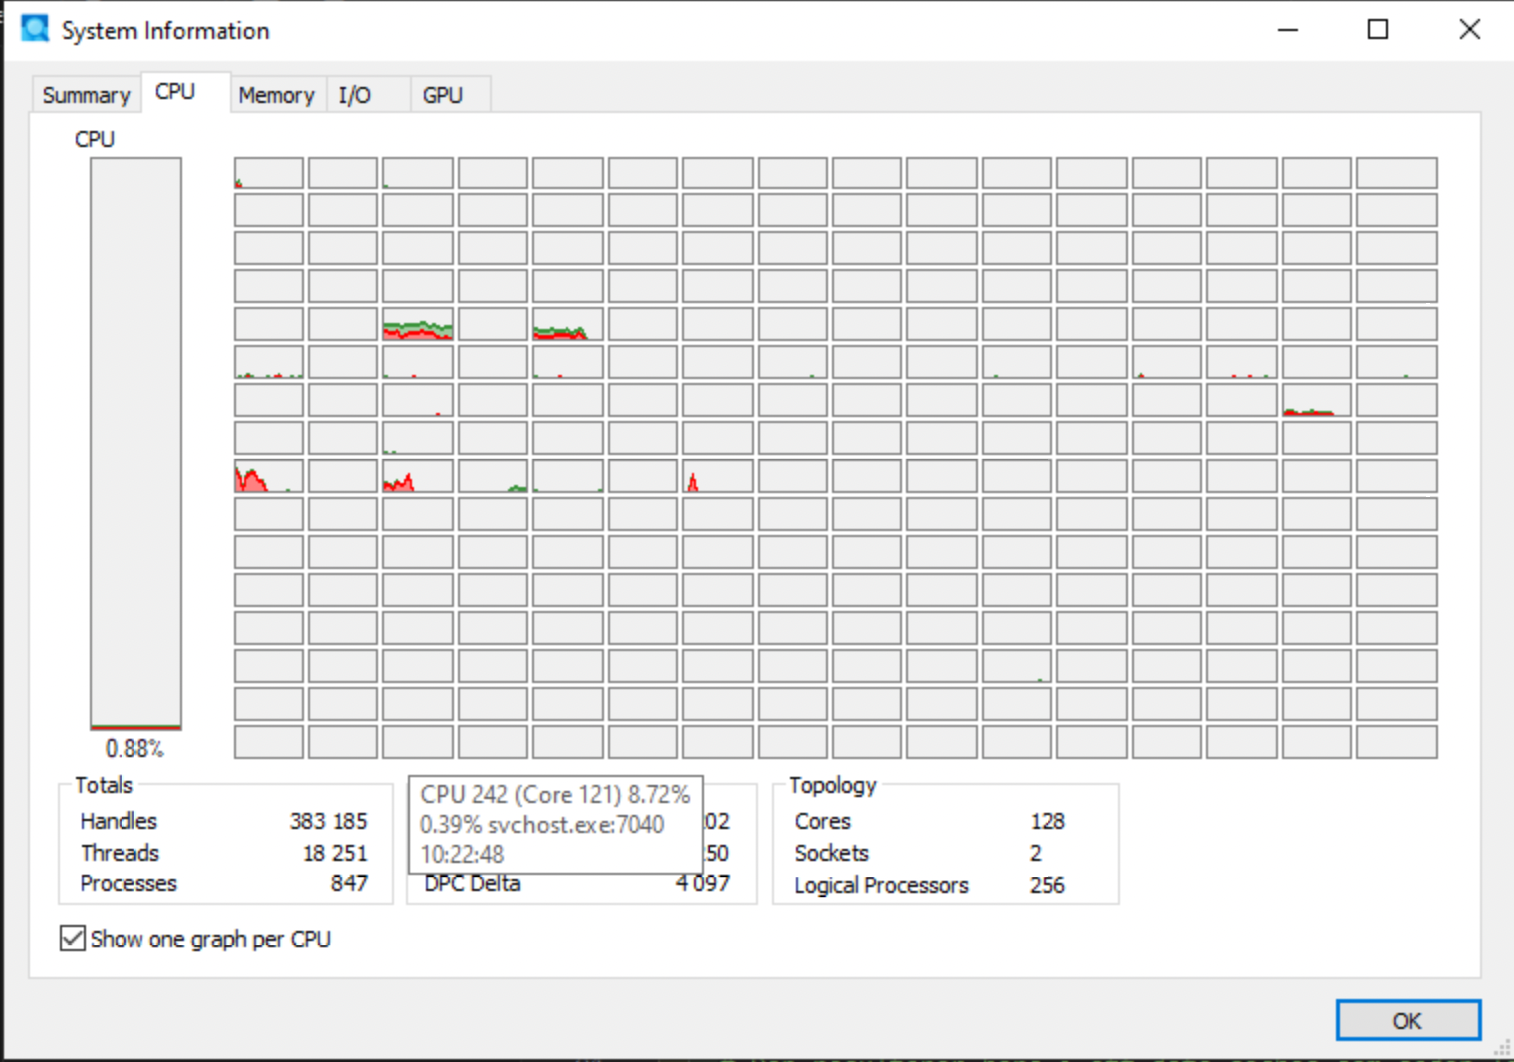 System Information
Summary CPU Memory I/O GPU
CPU
0.88%
Totals
Handles 383 185
Threads 18 251
Processes 847
CPU 242 (Core 121) 8.72%
0.39% svchost.exe:7040
10:22:48
DPC Delta 4 097
Topology
Cores 128
Sockets 2
Logical Processors 256
Show one graph per CPU
OK